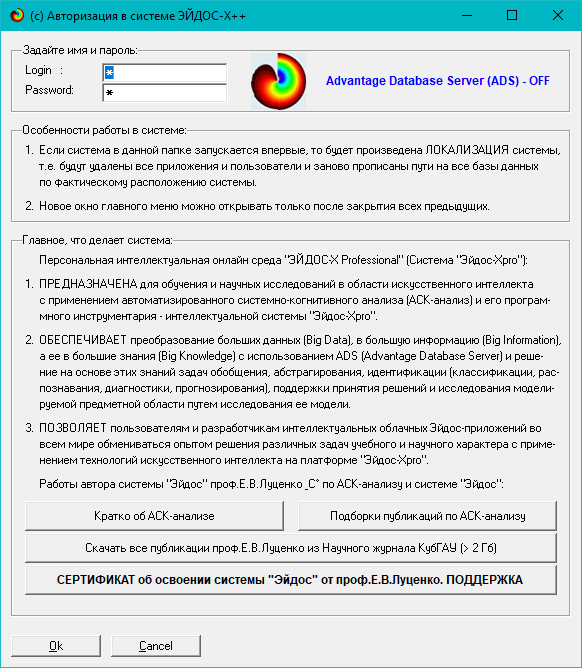 (c) Авторизация в системе ЭЙДОС-X++
Задайте имя и пароль:
Login :
*
Advantage Database Server (ADS) - OFF
Password:
*
Особенности работы в системе:
1. Если система в данной папке запускается впервые, то будет произведена ЛОКАЛИЗАЦИЯ системы,
т.е. будут удалены все приложения и пользователи и заново прописаны пути на все базы данных
по фактическому расположению системы.
2. Новое окно главного меню можно открывать только после закрытия всех предыдущих.
Главное, что делает система:
Персональная интеллектуальная онлайн среда "ЭЙДОС-X Professional" (Система "Эйдос-Xpro"):
1. ПРЕДНАЗНАЧЕНА для обучения и научных исследований в области искусственного интеллекта
с применением автоматизированного системно-когнитивного анализа (АСК-анализ) и его програм-
много инструментария - интеллектуальной системы "Эйдос-Xpro".
2. ОБЕСПЕЧИВАЕТ преобразование больших данных (Big Data), в большую информацию (Big Information),
а ее в большие знания (Big Knowledge) с использованием ADS (Advantage Database Server) и реше-
ние на основе этих знаний задач обобщения, абстрагирования, идентификации (классификации, рас-
познавания, диагностики, прогнозирования), поддержки принятия решений и исследования модели-
руемой предметной области путем исследования ее модели.
3. ПОЗВОЛЯЕТ пользователям и разработчикам интеллектуальных облачных Эйдос-приложений во
всем мире обмениваться опытом решения различных задач учебного и научного характера с приме-
нением технологий искусственного интеллекта на платформе "Эйдос-Xpro".
Работы автора системы "Эйдос" проф.Е.В.Луценко _С° по АСК-анализу и системе "Эйдос":
Кратко об АСК-анализе
Подборки публикаций по АСК-анализу
Скачать все публикации проф.Е.В.Луценко из Научного журнала КубГАУ (> 2 Гб)
СЕРТИФИКАТ об освоении системы "Эйдос" от проф.Е.В.Луценко. ПОДДЕРЖКА
Ok
Cancel